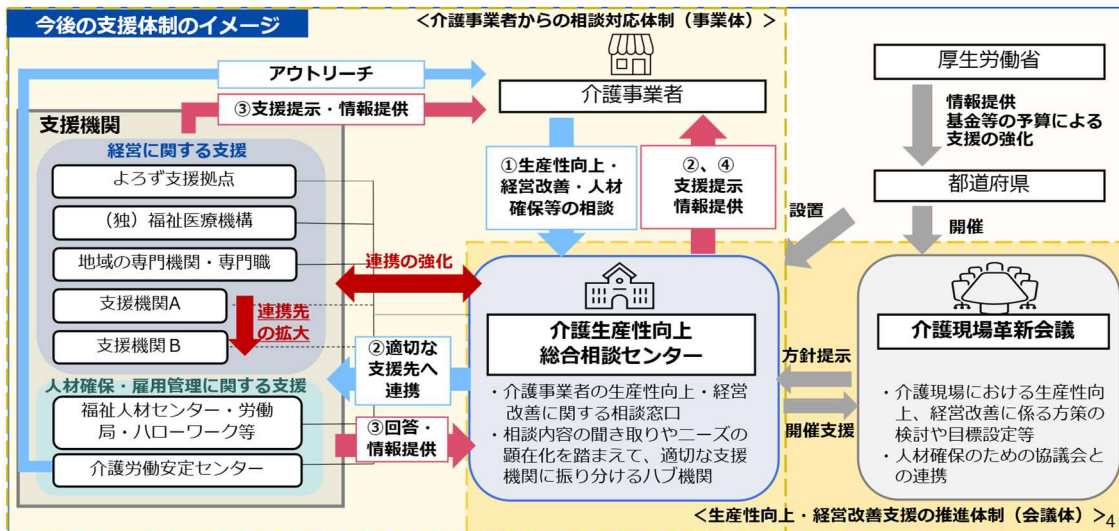 今後の支援体制のイメージ
<介護事業者からの相談対応体制（事業体）>
アウトリーチ
③支援提示・情報提供
介護事業者
厚生労働省
情報提供
基金等の予算による
支援の強化
都道府県
設置
開催
支援機関
経営に関する支援
よろず支援拠点
（独）福祉医療機構
地域の専門機関・専門職
支援機関A
支援機関B
連携先
の拡大
連携の強化
①生産性向上・
経営改善・人材
確保等の相談
②、④
支援提示
情報提供
人材確保・雇用管理に関する支援
福祉人材センター・労働
局・ハローワーク等
介護労働安定センター
②適切な
支援先へ
連携
③回答・
情報提供
介護生産性向上
総合相談センター
・介護事業者の生産性向上・経営
改善に関する相談窓口
・相談内容の聞き取りやニーズの
顕在化を踏まえて、適切な支援
機関に振り分けるハブ機関
方針提示
開催支援
介護現場革新会議
・介護現場における生産性向
上、経営改善に係る方策の
検討や目標設定等
・人材確保のための協議会と
の連携
<生産性向上・経営改善支援の推進体制（会議体）>
4